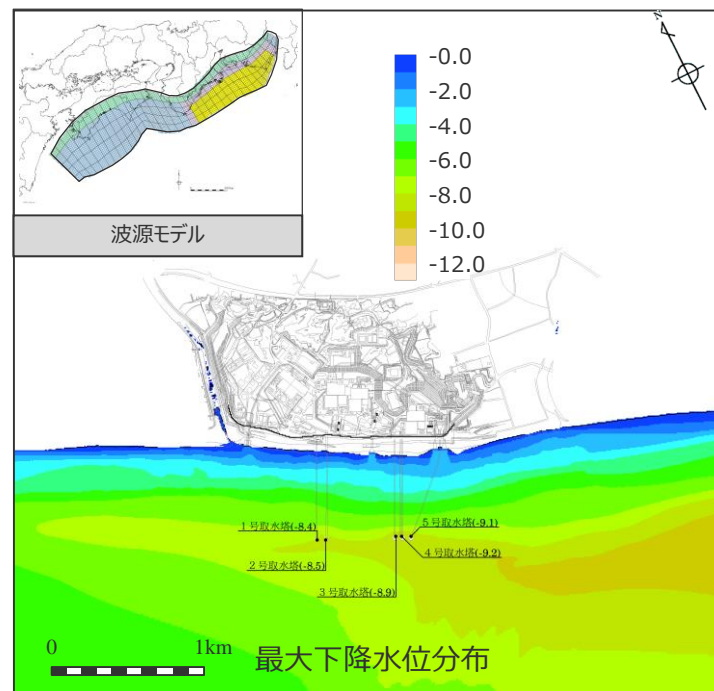 波源モデル
-0.0
-2.0
-4.0
-6.0
-8.0
-10.0
-12.0
N
1号取水塔(-8.4)
2号取水塔(-8.5)
3号取水塔(-8.9)
4号取水塔(-9.2)
5号取水塔(-9.1)
0 1km
最大下降水位分布